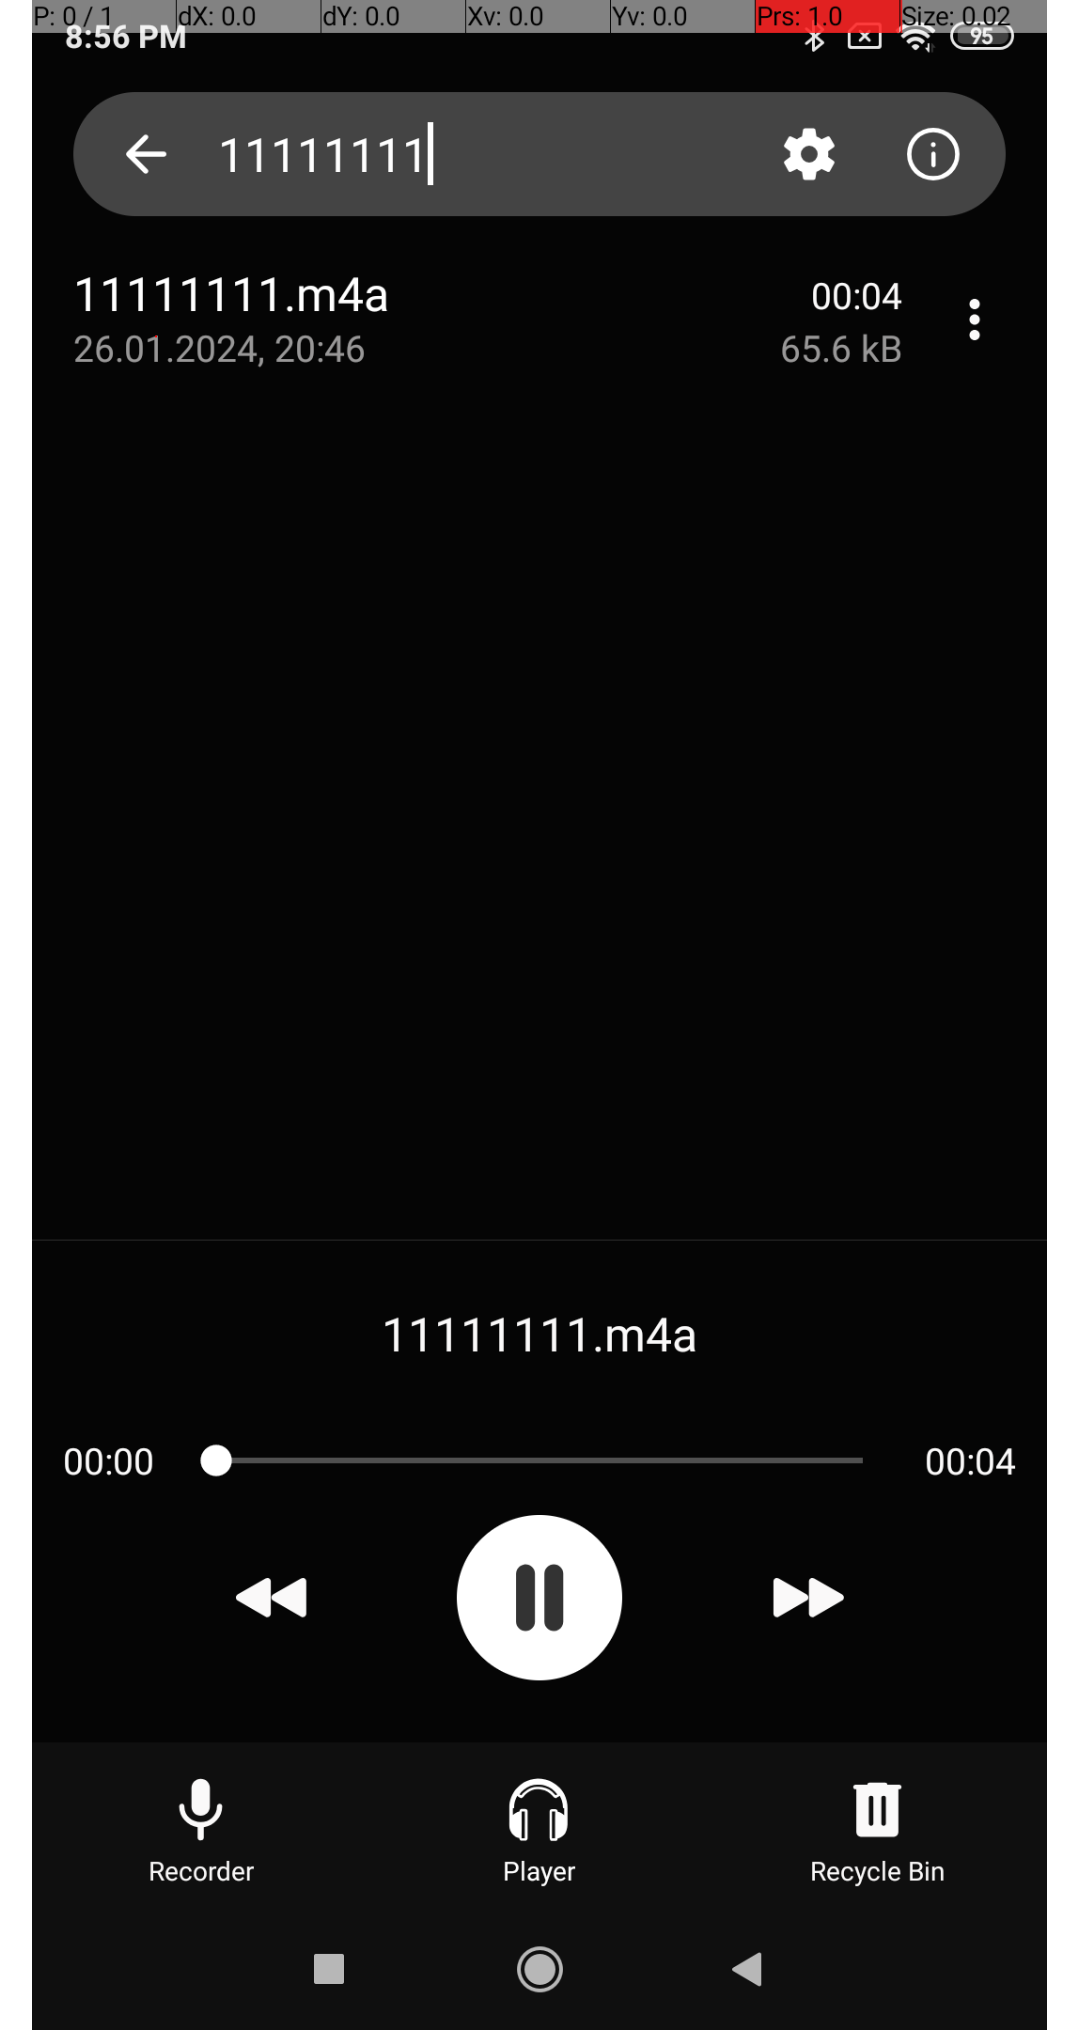 P: 0 / 1 dX: 0.0 dY: 0.0 Xv: 0.0 Yv: 0.0 Prs: 1.0 Size: 0.02
8:56 PM 95
11111111
11111111.m4a 00:04
26.01.2024, 20:46 65.6 kB
11111111.m4a
00:00 00:04
Recorder Player Recycle Bin